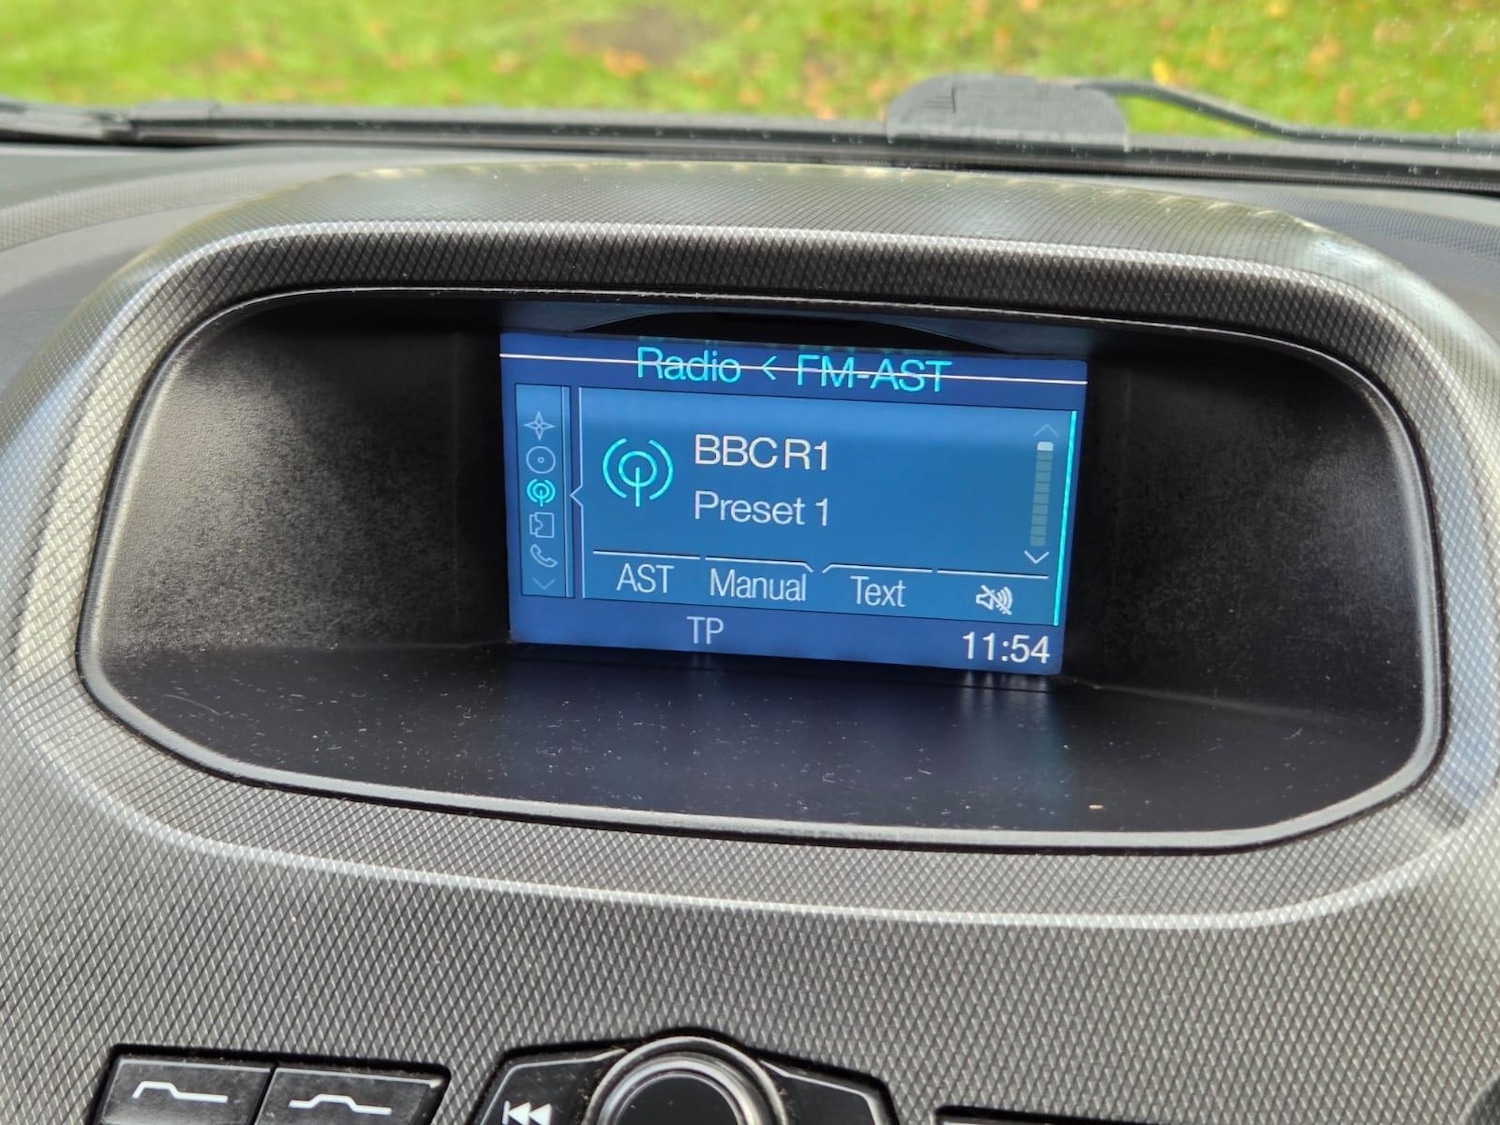 Radio < FM-AST
BBC R1
Preset 1
AST Manual Text
TP 11:54